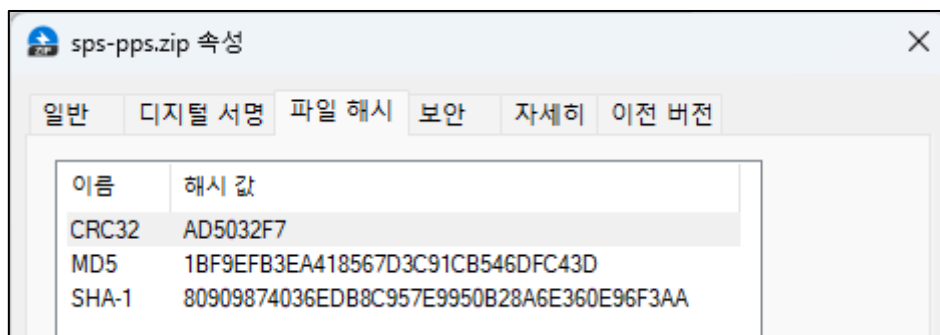 sps-pps.zip 속성
일반 디지털 서명 파일 해시 보안 자세히 이전 버전
이름 해시 값
CRC32 AD5032F7
MD5 1BF9EFB3EA418567D3C91CB546DFC43D
SHA-1 80909874036EDB8C957E9950B28A6E360E96F3AA